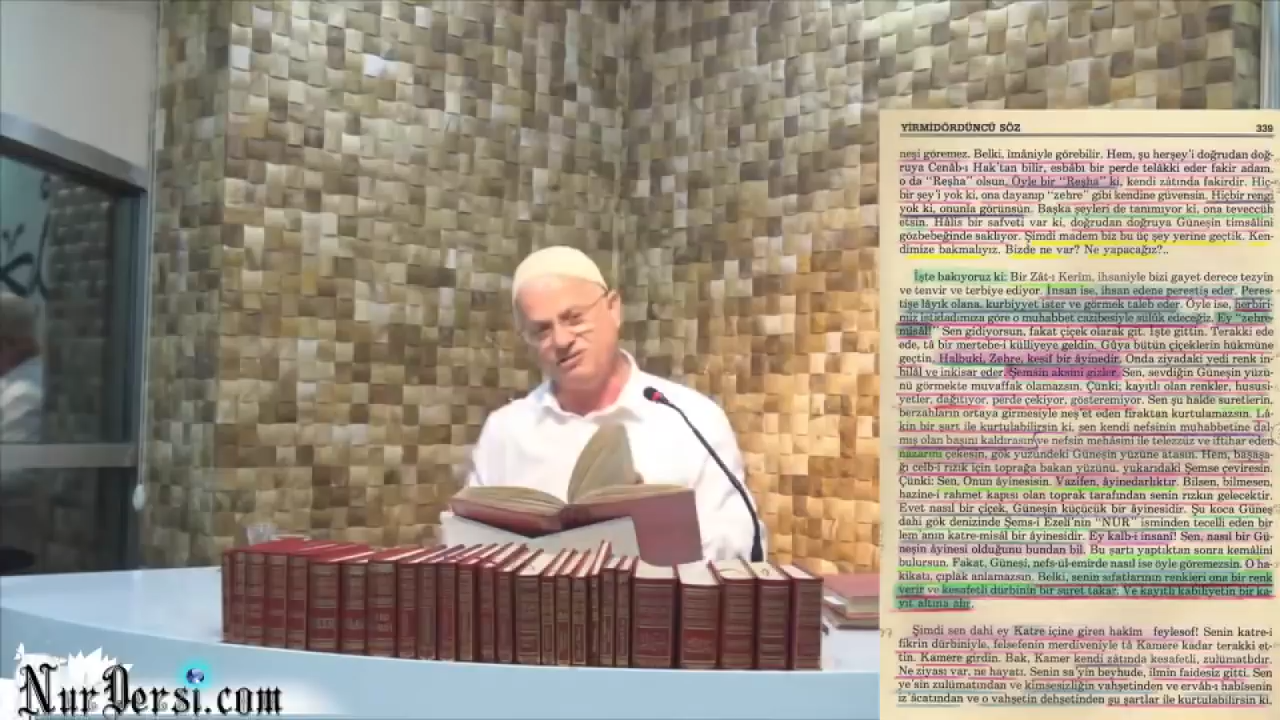 YİRMİDÖRDÜNCÜ SÖZ 339
neşi göremez. Belki, îmâniyle görebilir. Hem, şu herşey'i doğrudan doğ-
ruya Cenâb-ı Hak'tan bilir, esbâbı bir perde telâkki eder fakir adam,
o da "Reşha" olsun. Öyle bir "Reşha" ki, kendi zâtında fakirdir. Hiç-
bir şey'i yok ki, ona dayanıp "zehre" gibi kendine güvensin. Hiçbir rengi
yok ki, onunla görünsün. Başka şeyleri de tanımıyor ki, ona teveccüh
etsin. Hâlis bir safveti var ki, doğrudan doğruya Güneşin timsâlini
gözbebeğinde saklıyor. Şimdi madem biz bu üç şey yerine geçtik. Ken-
dimize bakmalıyız. Bizde ne var? Ne yapacağız?..
İşte bakıyoruz ki: Bir Zât-ı Kerîm, ihsaniyle bizi gayet derece tezyin
ve tenvir ve terbiye ediyor. İnsan ise, ihsan edene perestiş eder. Peres-
tişe lâyık olana, kurbiyyet ister ve görmek taleb eder. Öyle ise, herbiri-
miz istidadımıza göre o muhabbet cazibesiyle sülûk edeceğiz. Ey "zehre-
misâl!" Sen gidiyorsun, fakat çiçek olarak git. İşte gittin. Terakki ede
ede, tâ bir mertebe-i külliyeye geldin. Gûya bütün çiçeklerin hükmüne
geçtin. Halbuki, Zehre, kesif bir âyinedir. Onda ziyadaki yedi renk in-
hilâl ve inkisar eder. Şemsin aksini gizler. Sen, sevdiğin Güneşin yüzü-
nü görmekte muvaffak olamazsın. Çünki; kayıtlı olan renkler, hususi-
yetler, dağıtıyor, perde çekiyor, gösteremiyor. Sen şu halde suretlerin,
berzahların ortaya girmesiyle neş'et eden firaktan kurtulamazsın. Lâ-
kin bir şart ile kurtulabilirsin ki, sen kendi nefsinin muhabbetine dal-
mış olan başını kaldırasın ve nefsin mehâsini ile telezzüz ve iftihar eden
nazarını çekesin, gök yüzündeki Güneşin yüzüne atasın. Hem, başaşa-
ğı celb-i rızık için toprağa bakan yüzünü, yukarıdaki Şemse çeviresin.
Çünki: Sen, Onun âyinesisin. Vazifen, âyinedarlıktır. Bilsen, bilmesen,
hazine-i rahmet kapısı olan toprak tarafından senin rızkın gelecektir.
Evet nasıl bir çiçek, Güneşin küçücük bir âyinesidir. Şu koca Güneş
dahi gök denizinde Şems-i Ezelî'nin "NUR" isminden tecelli eden bir
lem'anın katre-misâl bir âyinesidir. Ey kalb-i insanî! Sen, nasıl bir Gü-
neşin âyinesi olduğunu bundan bil. Bu şartı yaptıktan sonra kemâlini
bulursun. Fakat, Güneşi, nefs-ül-emirde nasıl ise öyle göremezsin. O ha-
kikatı, çıplak anlamazsın. Belki, senin sıfatlarının renkleri ona bir renk
verir ve kesafetli dürbinin bir suret takar. Ve kayıtlı kabiliyetin bir ka-
yıt altına alır.
Şimdi sen dahi ey Katre içine giren hakîm feylesof! Senin katre-i
fikrin dürbiniyle, felsefenin merdiveniyle tâ Kamere kadar terakki et-
tin. Kamere girdin. Bak, Kamer kendi zâtında kesafetli, zulümatlıdır.
Ne ziyası var, ne hayatı. Senin sa'yin beyhude, ilmin faidesiz gitti. Sen
ye'sin zulümatından ve kimsesizliğin vahşetinden ve ervâh-ı habîsenin
iz'âcatından ve o vahşetin dehşetinden şu şartlar ile kurtulabilirsin ki,
NurDersi.com